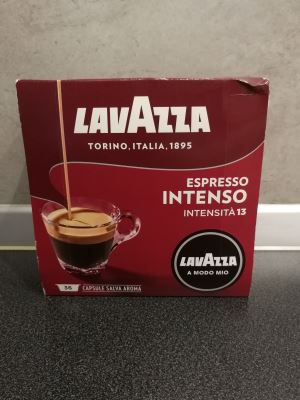 LAVAZZA
TORINO, ITALIA, 1895
ESPRESSO
INTENSO
INTENSITÀ 13
LAVAZZA
A MODO MIO
36 CAPSULE SALVA AROMA